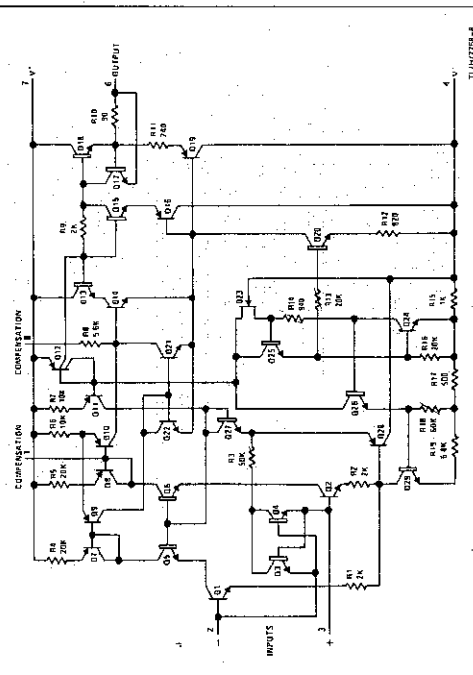 7 V+
COMPENSATION
COMPENSATION
8
1
R4
20K
R5
20K
R6
10K
R7
10K
Q12
Q7
Q9
Q8
Q10
Q11
R8
5.6K
Q13
R9
2K
Q18
Q14
Q15
Q17
R10
90
6
OUTPUT
R11
240
Q5
Q6
Q22
Q21
Q16
Q19
2
−
INPUTS
3
+
Q1
Q3
Q4
R3
50K
Q27
Q2
R1
2K
R2
2K
Q28
Q26
Q25
Q23
R14
940
R13
20K
Q20
R12
820
Q24
Q29
R19
6.4K
R18
60K
R17
500
R16
20K
R15
1K
4